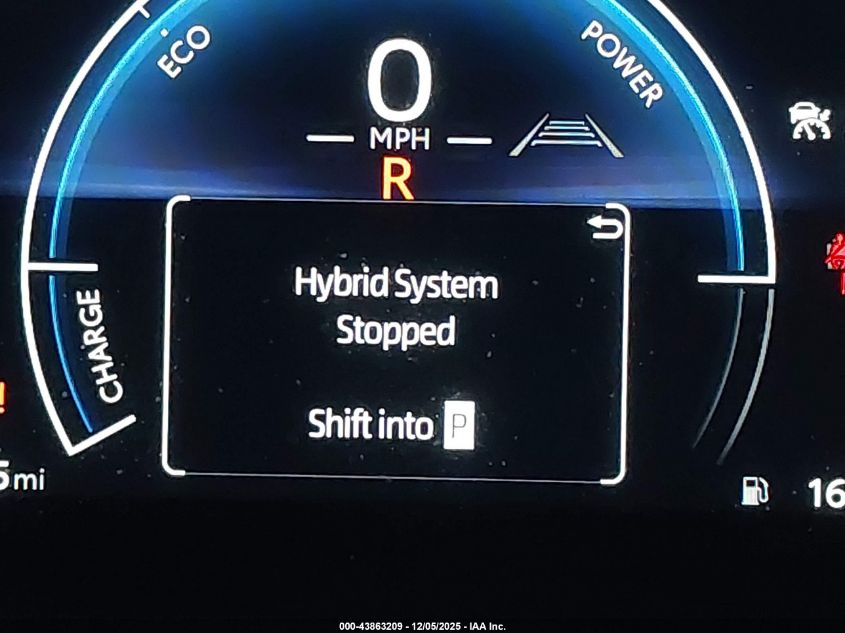 ECO
POWER
0
MPH
R
Hybrid System
Stopped
CHARGE
Shift into P
mi
16
000-43863209 - 12/05/2025 - IAA Inc.